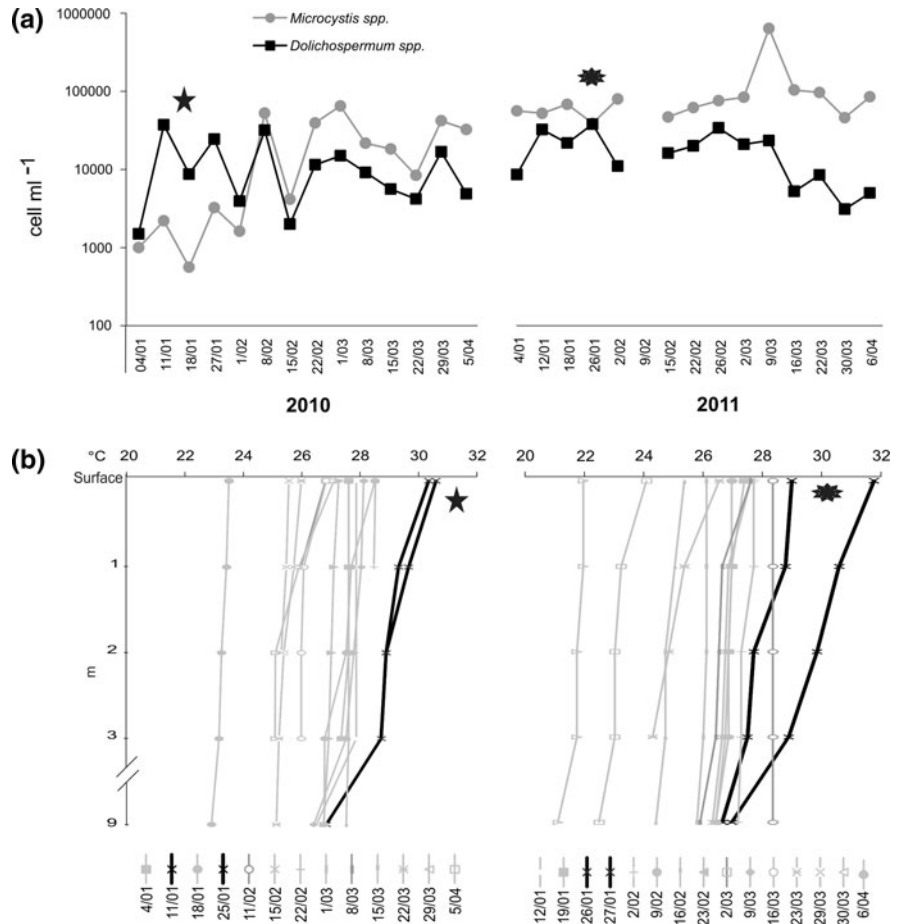 (a)
1000000
100000
10000
1000
100
cell ml ⁻¹
Microcystis spp.
Dolichospermum spp.
04/01 11/01 18/01 27/01 1/02 8/02 15/02 22/02 1/03 8/03 15/03 22/03 29/03 5/04
4/01 12/01 18/01 26/01 2/02 9/02 15/02 22/02 26/02 2/03 9/03 16/03 22/03 30/03 6/04
2010 2011
(b)
°C 20 22 24 26 28 30 32
20 22 24 26 28 30 32
Surface
1
2
m
3
9
4/01 11/01 18/01 25/01 11/02 15/02 22/02 1/03 8/03 15/03 22/03 29/03 5/04
12/01 19/01 26/01 27/01 2/02 9/02 16/02 23/02 2/03 9/03 16/03 23/03 29/03 30/03 6/04